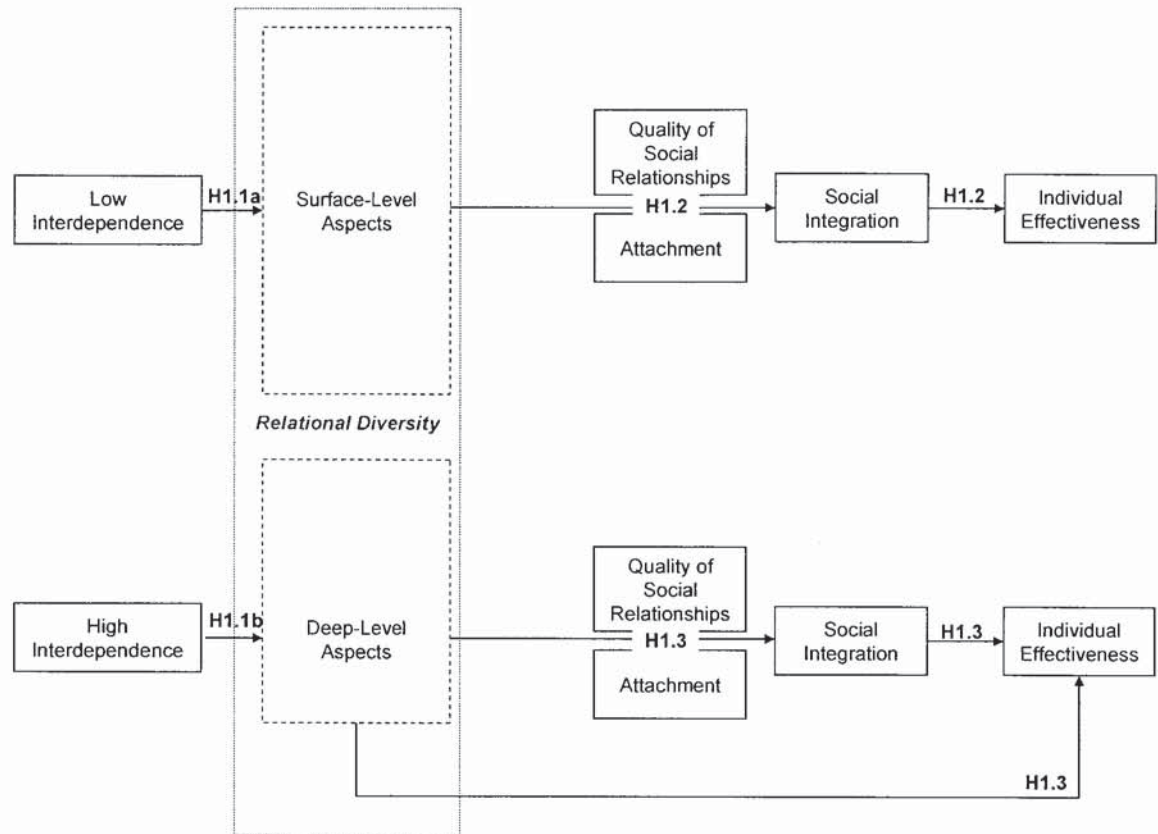 Low
Interdependence
H1.1a
Surface-Level
Aspects
Quality of
Social
Relationships
H1.2
Attachment
Social
Integration
H1.2
Individual
Effectiveness
Relational Diversity
High
Interdependence
H1.1b
Deep-Level
Aspects
Quality of
Social
Relationships
H1.3
Attachment
Social
Integration
H1.3
Individual
Effectiveness
H1.3